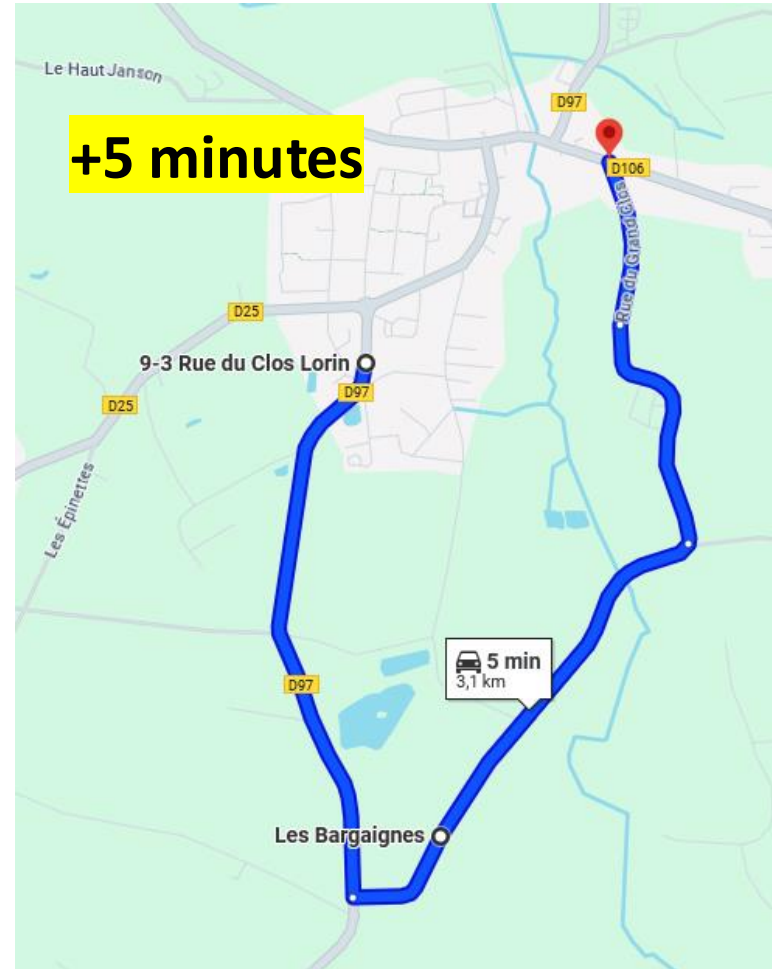 Le Haut Janson
D97
+5 minutes
D106
Rue du Grand Clos
D25
9-3 Rue du Clos Lorin
D97
D25
Les Épinettes
5 min
3,1 km
D97
Les Bargaignes